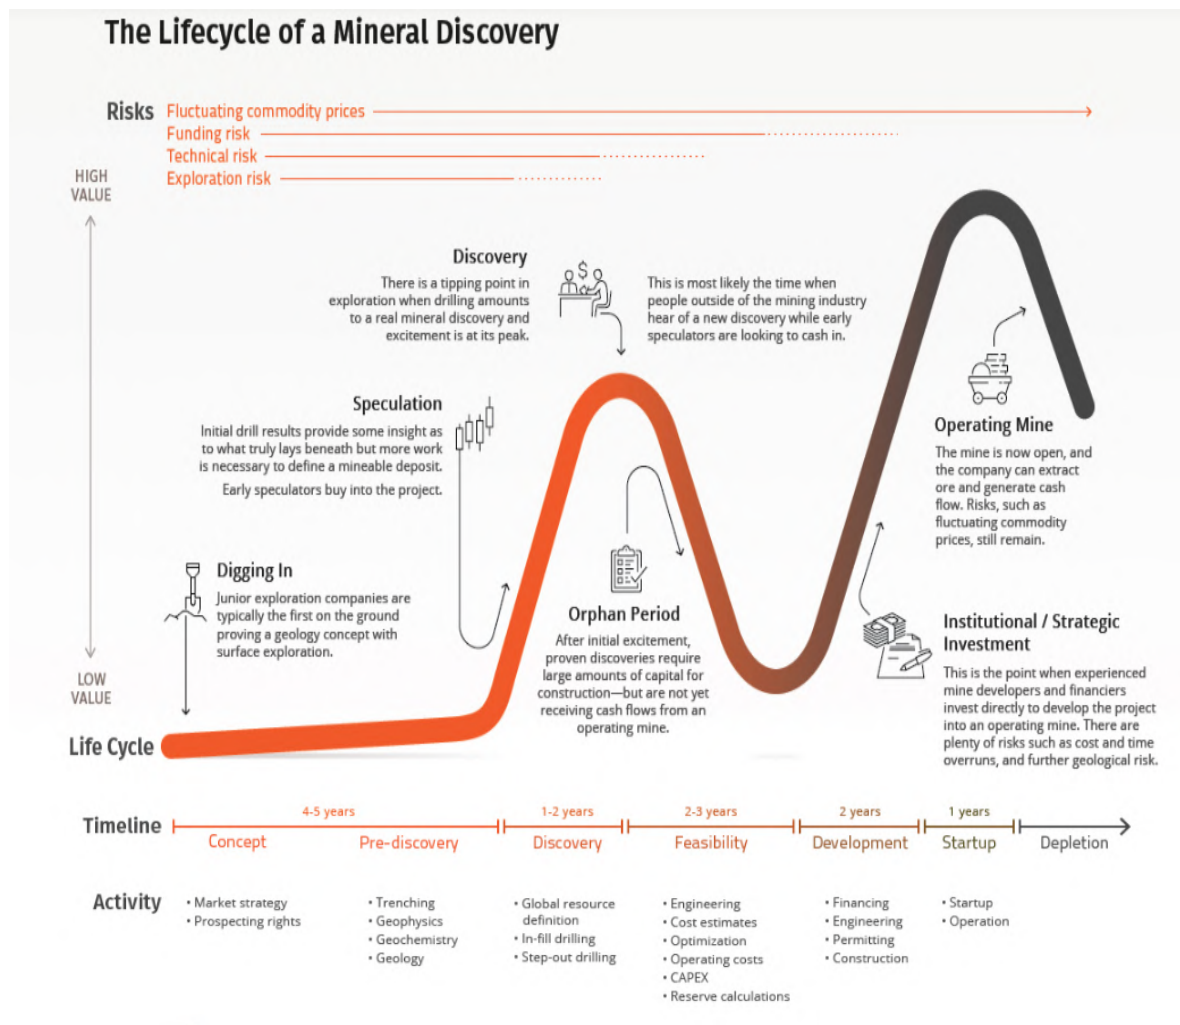 The Lifecycle of a Mineral Discovery
Risks
Fluctuating commodity prices
Funding risk
Technical risk
Exploration risk
HIGH
VALUE
LOW
VALUE
Discovery
There is a tipping point in
exploration when drilling amounts
to a real mineral discovery and
excitement is at its peak.
$
This is most likely the time when
people outside of the mining industry
hear of a new discovery while early
speculators are looking to cash in.
Speculation
Initial drill results provide some insight as
to what truly lays beneath but more work
is necessary to define a mineable deposit.
Early speculators buy into the project.
Digging In
Junior exploration companies are
typically the first on the ground
proving a geology concept with
surface exploration.
Orphan Period
After initial excitement,
proven discoveries require
large amounts of capital for
construction—but are not yet
receiving cash flows from an
operating mine.
Operating Mine
The mine is now open, and
the company can extract
ore and generate cash
flow. Risks, such as
fluctuating commodity
prices, still remain.
Institutional / Strategic
Investment
This is the point when experienced
mine developers and financiers
invest directly to develop the project
into an operating mine. There are
plenty of risks such as cost and time
overruns, and further geological risk.
Life Cycle
Timeline
4-5 years
1-2 years
2-3 years
2 years
1 years
Concept
Pre-discovery
Discovery
Feasibility
Development
Startup
Depletion
Activity
• Market strategy
• Prospecting rights
• Trenching
• Geophysics
• Geochemistry
• Geology
• Global resource
definition
• In-fill drilling
• Step-out drilling
• Engineering
• Cost estimates
• Optimization
• Operating costs
• CAPEX
• Reserve calculations
• Financing
• Engineering
• Permitting
• Construction
• Startup
• Operation